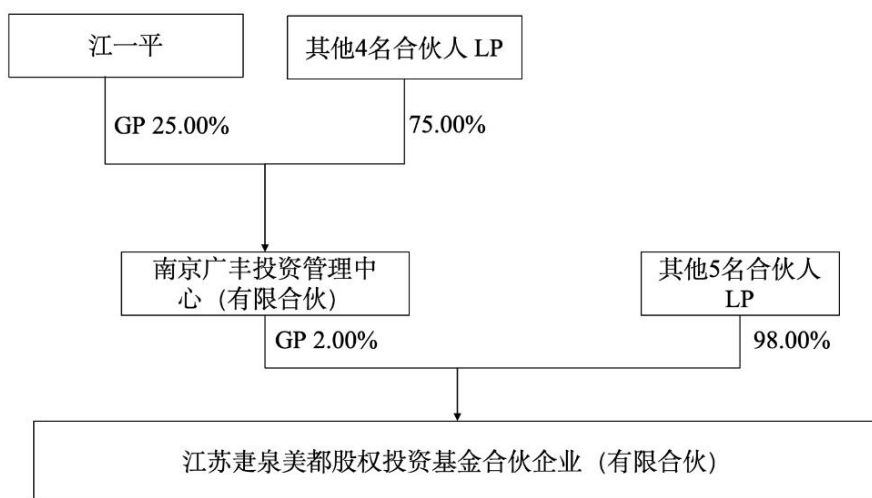 江一平
其他4名合伙人 LP
GP 25.00%
75.00%
南京广丰投资管理中
心（有限合伙）
其他5名合伙人
LP
GP 2.00%
98.00%
江苏疌泉美都股权投资基金合伙企业（有限合伙）